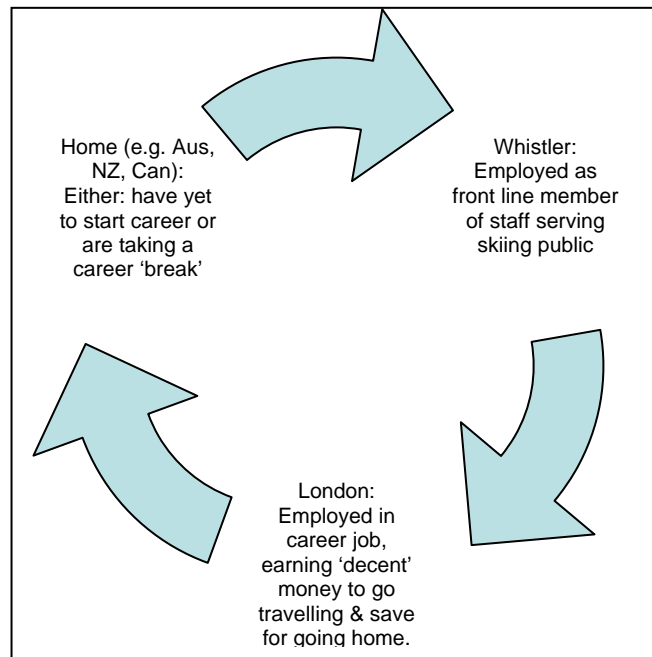 Home (e.g. Aus,
NZ, Can):
Either: have yet
to start career or
are taking a
career ‘break’
Whistler:
Employed as
front line member
of staff serving
skiing public
London:
Employed in
career job,
earning ‘decent’
money to go
travelling & save
for going home.